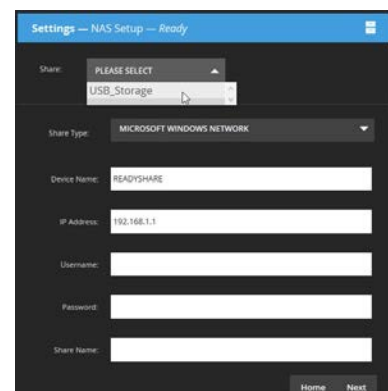 Settings — NAS Setup — Ready
Share: PLEASE SELECT
USB_Storage
Share Type: MICROSOFT WINDOWS NETWORK
Device Name: READYSHARE
IP Address: 192.168.1.1
Username:
Password:
Share Name:
Home Next